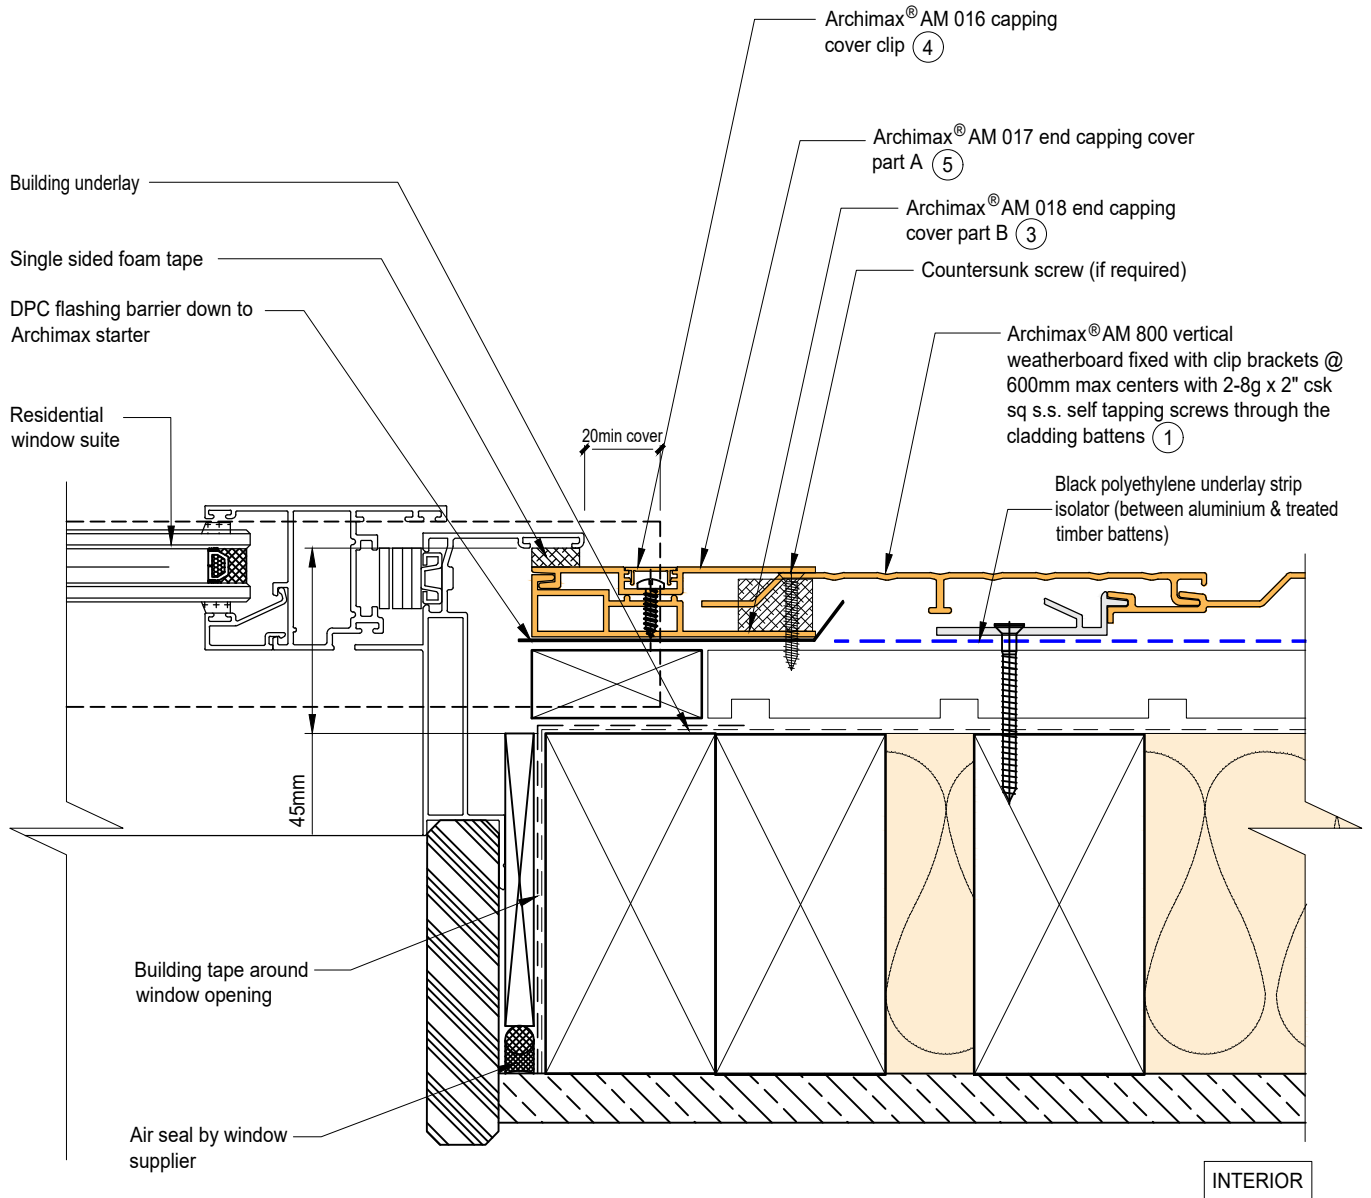 Archimax® AM 016 capping
cover clip 4
Archimax® AM 017 end capping cover
part A 5
Building underlay
Archimax® AM 018 end capping
cover part B 3
Single sided foam tape
Countersunk screw (if required)
DPC flashing barrier down to
Archimax starter
Archimax® AM 800 vertical
weatherboard fixed with clip brackets @
600mm max centers with 2-8g x 2" csk
sq s.s. self tapping screws through the
cladding battens 1
Residential
window suite
20min cover
Black polyethylene underlay strip
isolator (between aluminium & treated
timber battens)
45mm
Building tape around
window opening
Air seal by window
supplier
INTERIOR